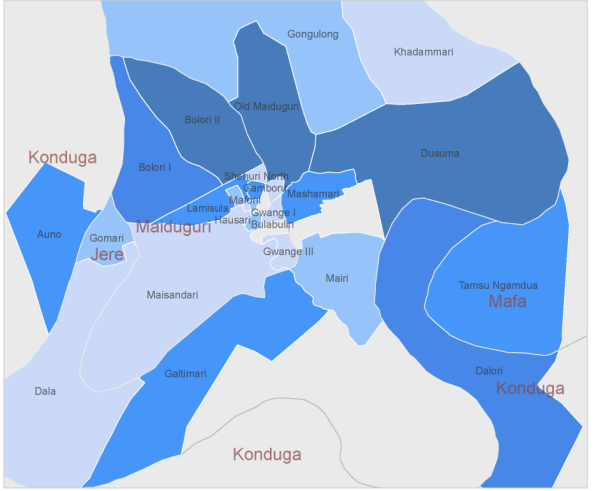 Gongulong
Khadammari
Old Maiduguri
Bolori II
Dusuma
Konduga
Bolori I
Shehuri North
Gamboru
Mashamari
Mafoni
Lamisula
Gwange I
Hausari
Bulabulin
Maiduguri
Auno
Gomari
Jere
Gwange III
Mairi
Maisandari
Tamsu Ngamdua
Mafa
Galtimari
Dalori
Konduga
Dala
Konduga